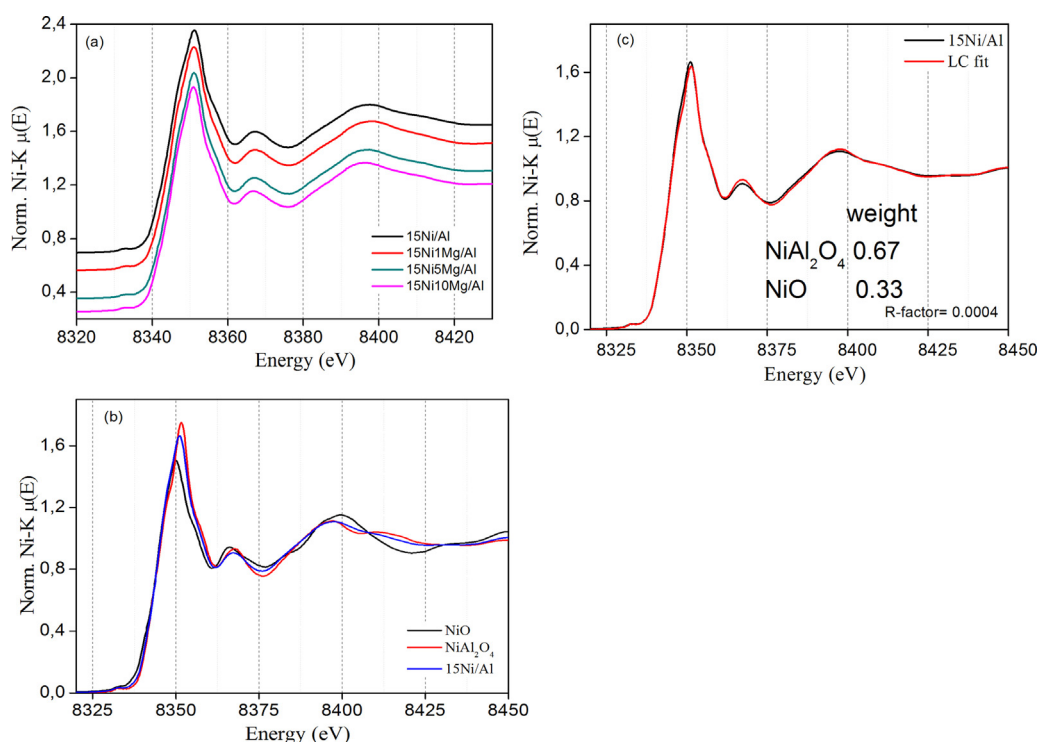 (a)
Norm. Ni-K μ(E)
2,4
2,0
1,6
1,2
0,8
0,4
15Ni/Al
15Ni1Mg/Al
15Ni5Mg/Al
15Ni10Mg/Al
8320 8340 8360 8380 8400 8420
Energy (eV)
(c)
Norm. Ni-K μ(E)
1,6
1,2
0,8
0,4
0,0
15Ni/Al
LC fit
weight
NiAl₂O₄ 0.67
NiO 0.33
R-factor= 0.0004
8325 8350 8375 8400 8425 8450
Energy (eV)
(b)
Norm. Ni-K μ(E)
1,6
1,2
0,8
0,4
0,0
NiO
NiAl₂O₄
15Ni/Al
8325 8350 8375 8400 8425 8450
Energy (eV)